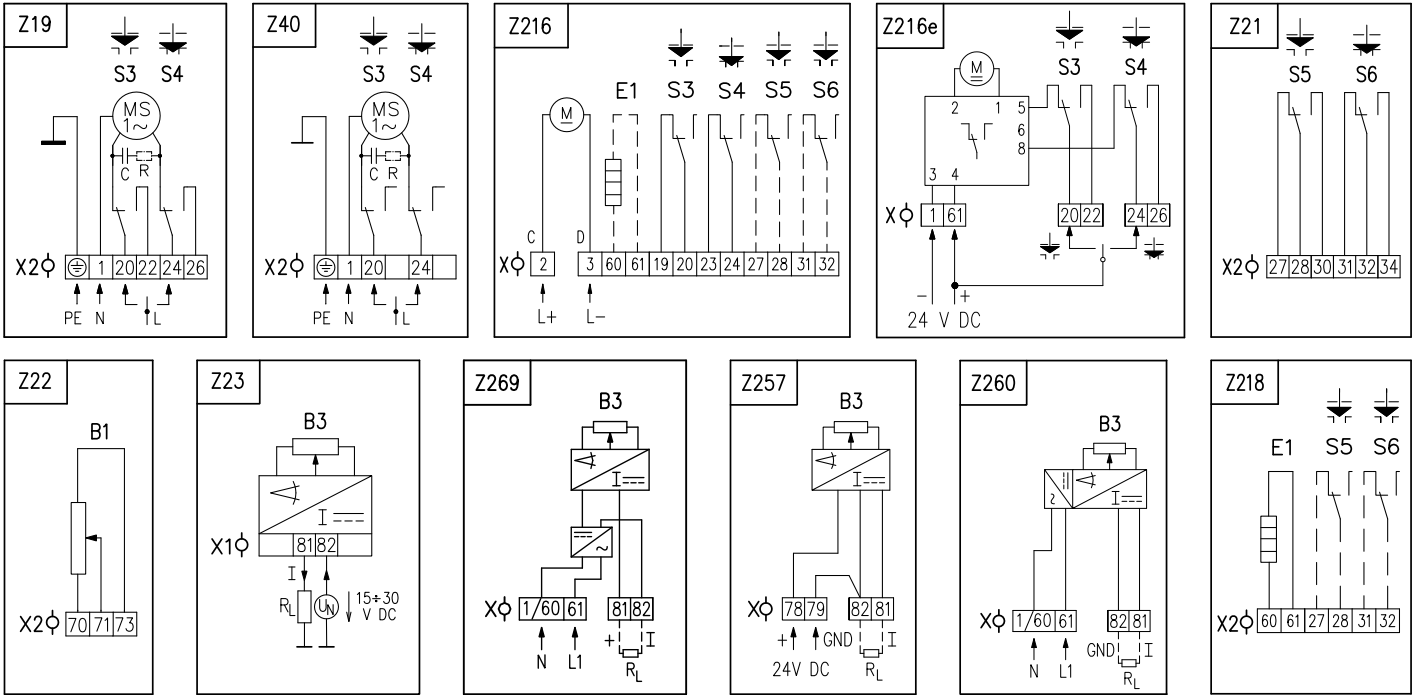 Z19
S3 S4
MS
1~
C R
X2 1 20 22 24 26
PE N L
Z40
S3 S4
MS
1~
C R
X2 1 20 24
PE N L
Z216
E1 S3 S4 S5 S6
M
C D
X 2 3 60 61 19 20 23 24 27 28 31 32
L+ L-
Z216e
S3 S4
M
2 1 5
6
8
3 4
X 1 61 20 22 24 26
- +
24 V DC
Z21
S5 S6
X2 27 28 30 31 32 34
Z22
B1
X2 70 71 73
Z23
B3
I
X1 81 82
I
RL UN 15÷30
V DC
Z269
B3
I
~
X 1/60 61 81 82
N L1 + I
RL
Z257
B3
I
X 78 79 82 81
+ GND I
24V DC RL
Z260
B3
~ I
X 1/60 61 82 81
N L1 GND I
RL
Z218
E1 S5 S6
X2 60 61 27 28 31 32